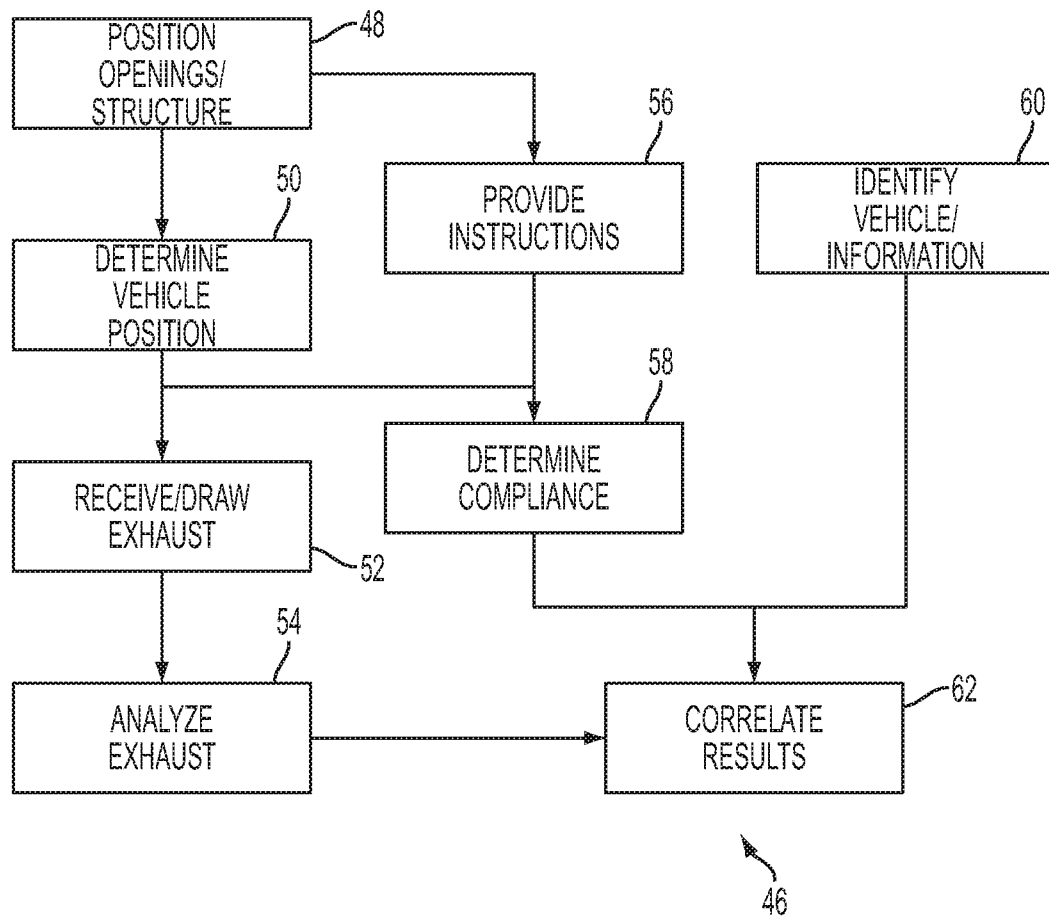 48
POSITION
OPENINGS/
STRUCTURE
56
PROVIDE
INSTRUCTIONS
60
IDENTIFY
VEHICLE/
INFORMATION
50
DETERMINE
VEHICLE
POSITION
58
DETERMINE
COMPLIANCE
RECEIVE/DRAW
EXHAUST
52
54
ANALYZE
EXHAUST
62
CORRELATE
RESULTS
46